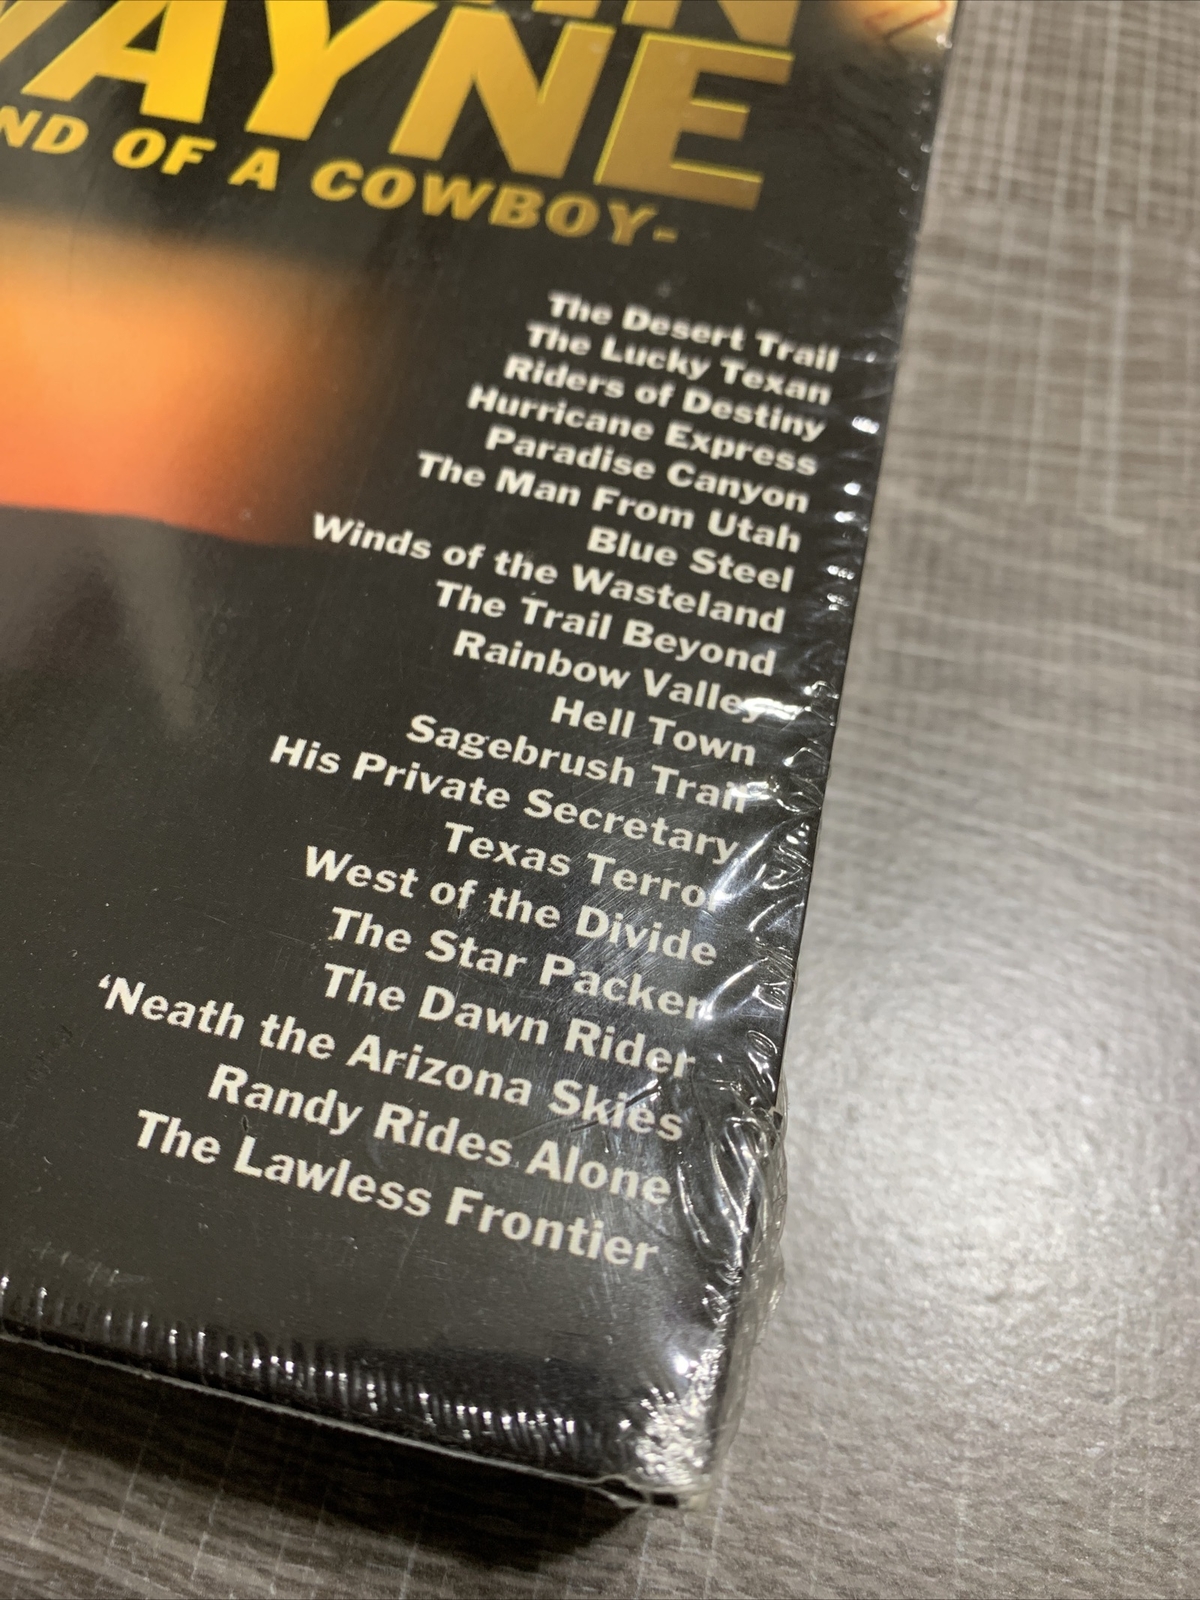 WAYNE
ND OF A COWBOY-
The Desert Trail
The Lucky Texan
Riders of Destiny
Hurricane Express
Paradise Canyon
The Man From Utah
Blue Steel
Winds of the Wasteland
The Trail Beyond
Rainbow Valley
Hell Town
Sagebrush Trail
His Private Secretary
Texas Terror
West of the Divide
The Star Packer
The Dawn Rider
‘Neath the Arizona Skies
Randy Rides Alone
The Lawless Frontier